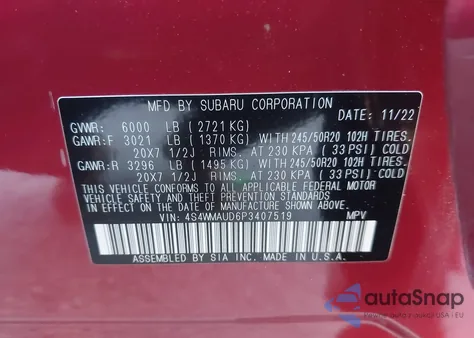 MFD BY SUBARU CORPORATION
DATE: 11/22
GVWR: 6000 LB (2721 KG)
GAWR:F 3021 LB (1370 KG), WITH 245/50R20 102H TIRES,
20X 7 1/2J RIMS, AT 230 KPA (33 PSI) COLD
GAWR:R 3296 LB (1495 KG), WITH 245/50R20 102H TIRES,
20X7 1/2J RIMS, AT 230 KPA (33 PSI) COLD
THIS VEHICLE CONFORMS TO ALL APPLICABLE FEDERAL MOTOR
VEHICLE SAFETY AND THEFT PREVENTION STANDARDS
IN EFFECT ON THE DATE OF MANUFACTURE SHOWN ABOVE.
VIN: 4S4WMAUD6P3407519 MPV
ASSEMBLED BY SIA INC. MADE IN U.S.A.
autaSnap